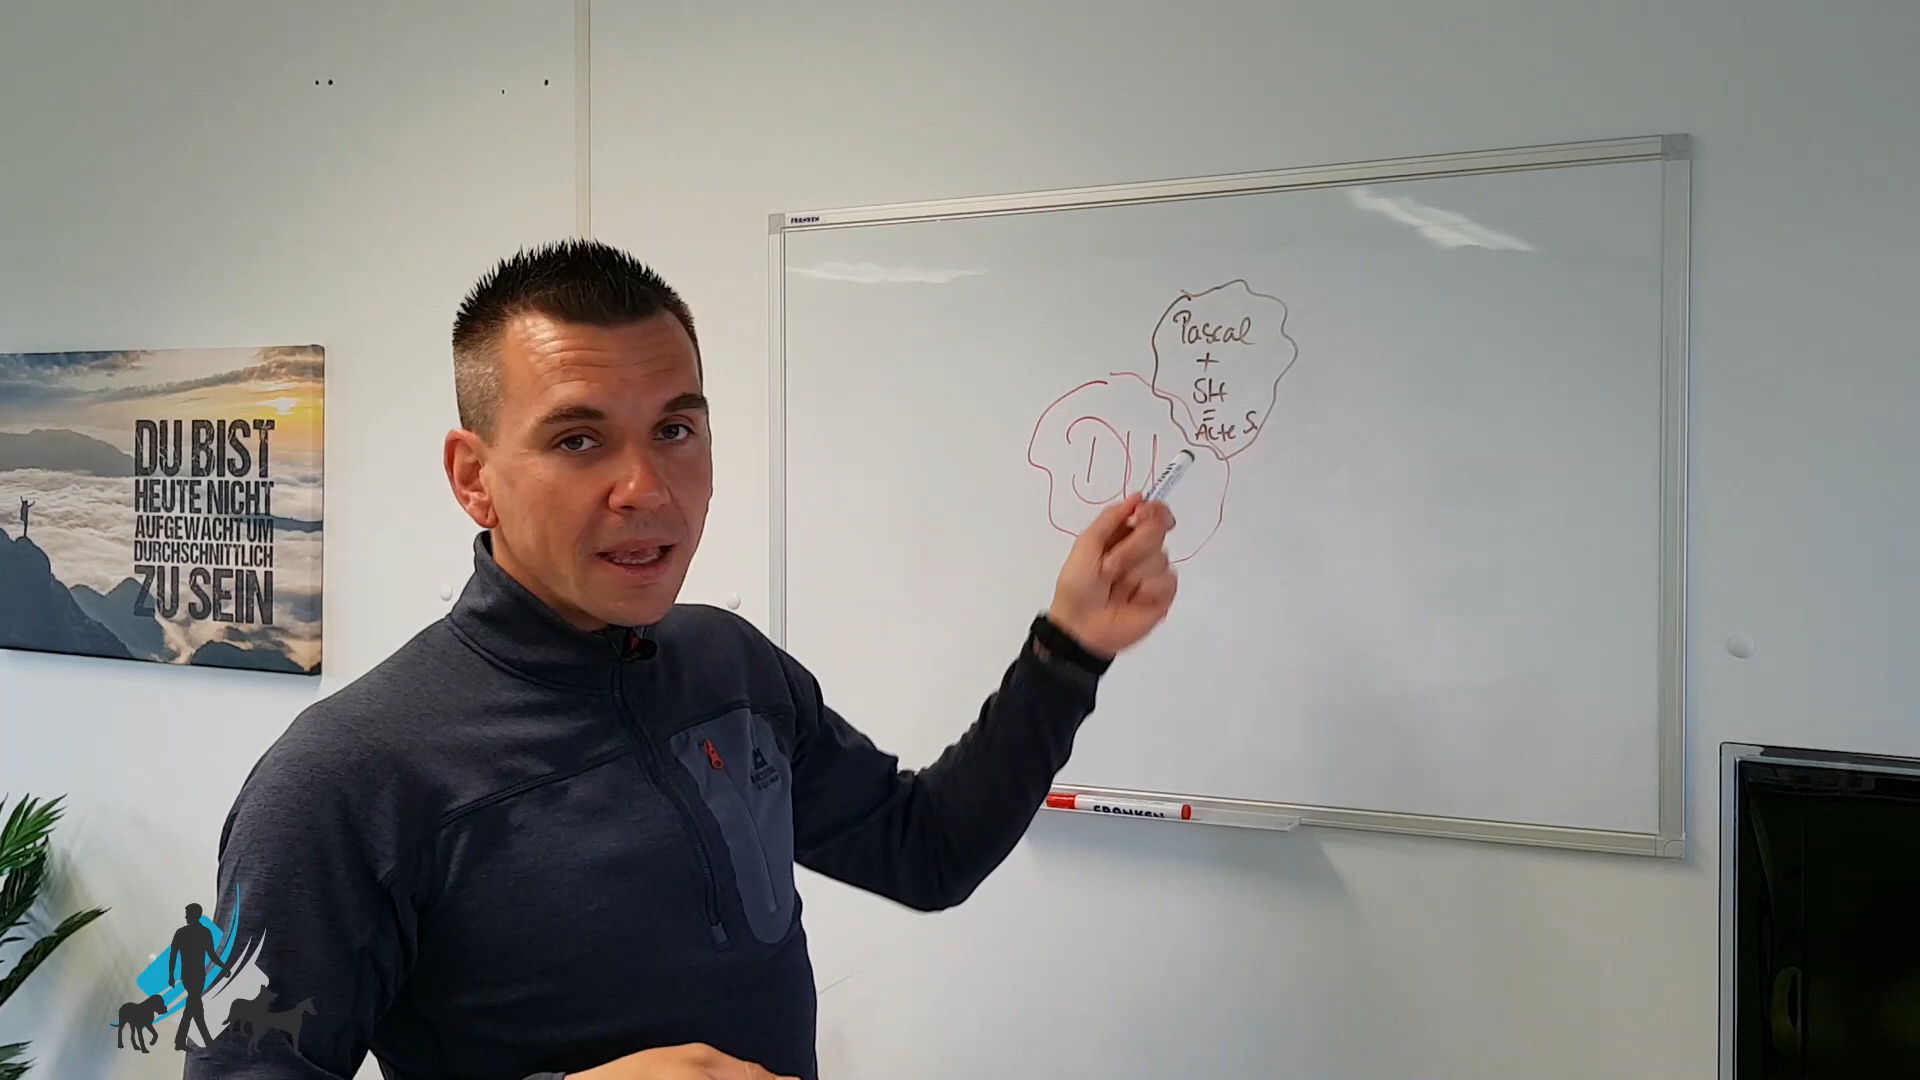 DU BIST
HEUTE NICHT
AUFGEWACHT UM
DURCHSCHNITTLICH
ZU SEIN
FRANKEN
Pascal
+
SH
=
Acte S.
DU
FRANKEN